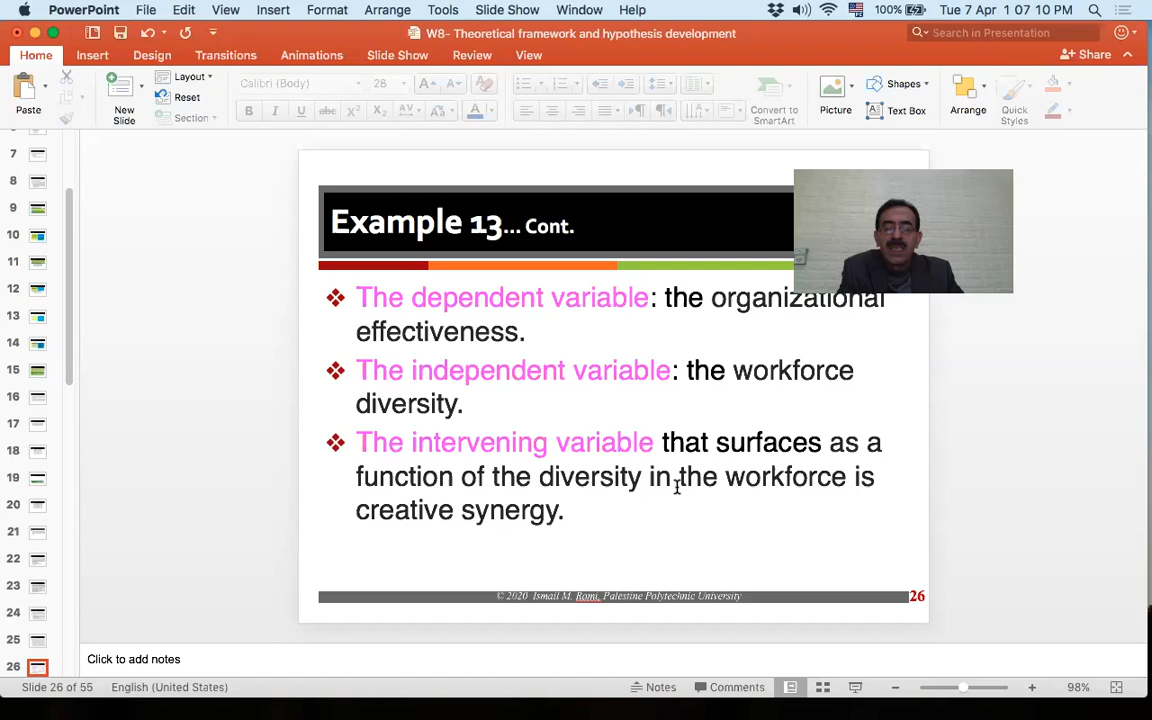 PowerPoint File Edit View Insert Format Arrange Tools Slide Show Window Help 100% Tue 7 Apr 1:07:10 PM
W8- Theoretical framework and hypothesis development
Search in Presentation
Home Insert Design Transitions Animations Slide Show Review View
Share
Paste
New
Slide
Layout
Reset
Section
Calibri (Body) 28
Convert to
SmartArt
Picture
Shapes
Text Box
Arrange
Quick
Styles
7
8
9
10
11
12
13
14
15
16
17
18
19
20
21
22
23
24
25
26
Example 13... Cont.
The dependent variable: the organizational
effectiveness.
The independent variable: the workforce
diversity.
The intervening variable that surfaces as a
function of the diversity in the workforce is
creative synergy.
© 2020 Ismail M. Romi, Palestine Polytechnic University
26
Click to add notes
Slide 26 of 55 English (United States) Notes Comments 98%